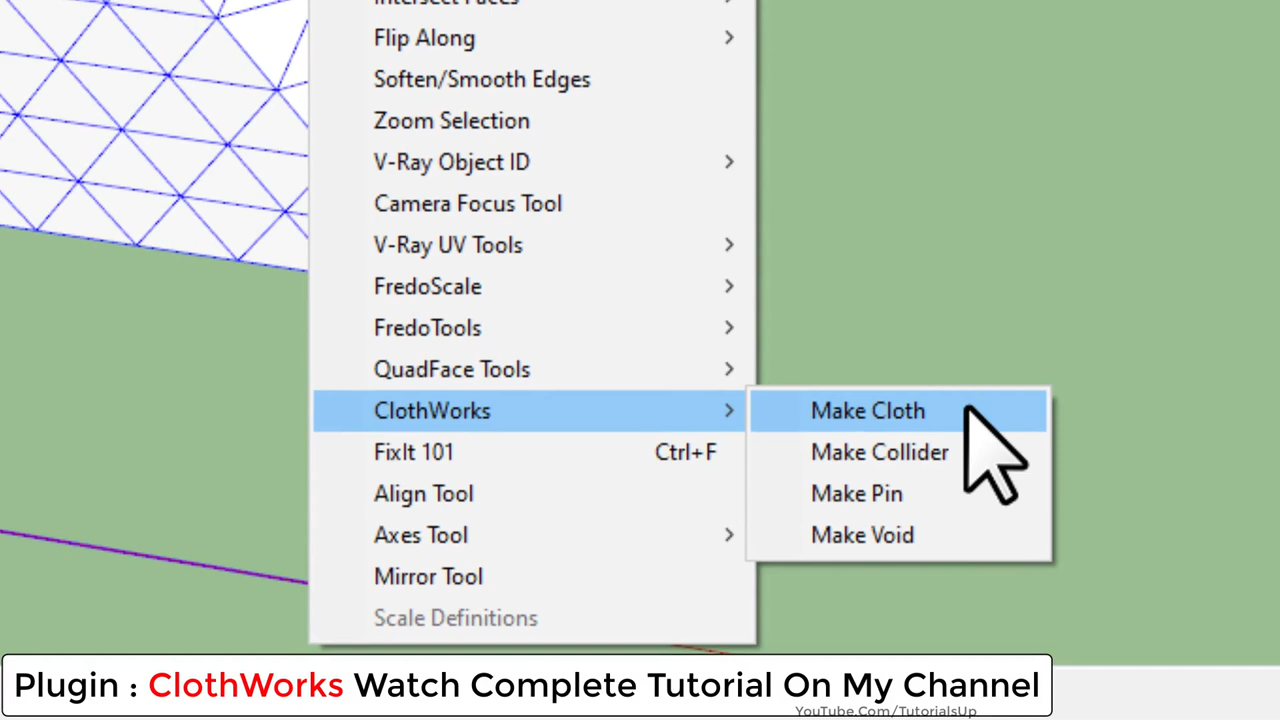 Intersect Faces
Flip Along
Soften/Smooth Edges
Zoom Selection
V-Ray Object ID
Camera Focus Tool
V-Ray UV Tools
FredoScale
FredoTools
QuadFace Tools
ClothWorks
Make Cloth
FixIt 101 Ctrl+F
Make Collider
Align Tool
Make Pin
Axes Tool
Make Void
Mirror Tool
Scale Definitions
Plugin : ClothWorks Watch Complete Tutorial On My Channel
YouTube.Com/TutorialsUp